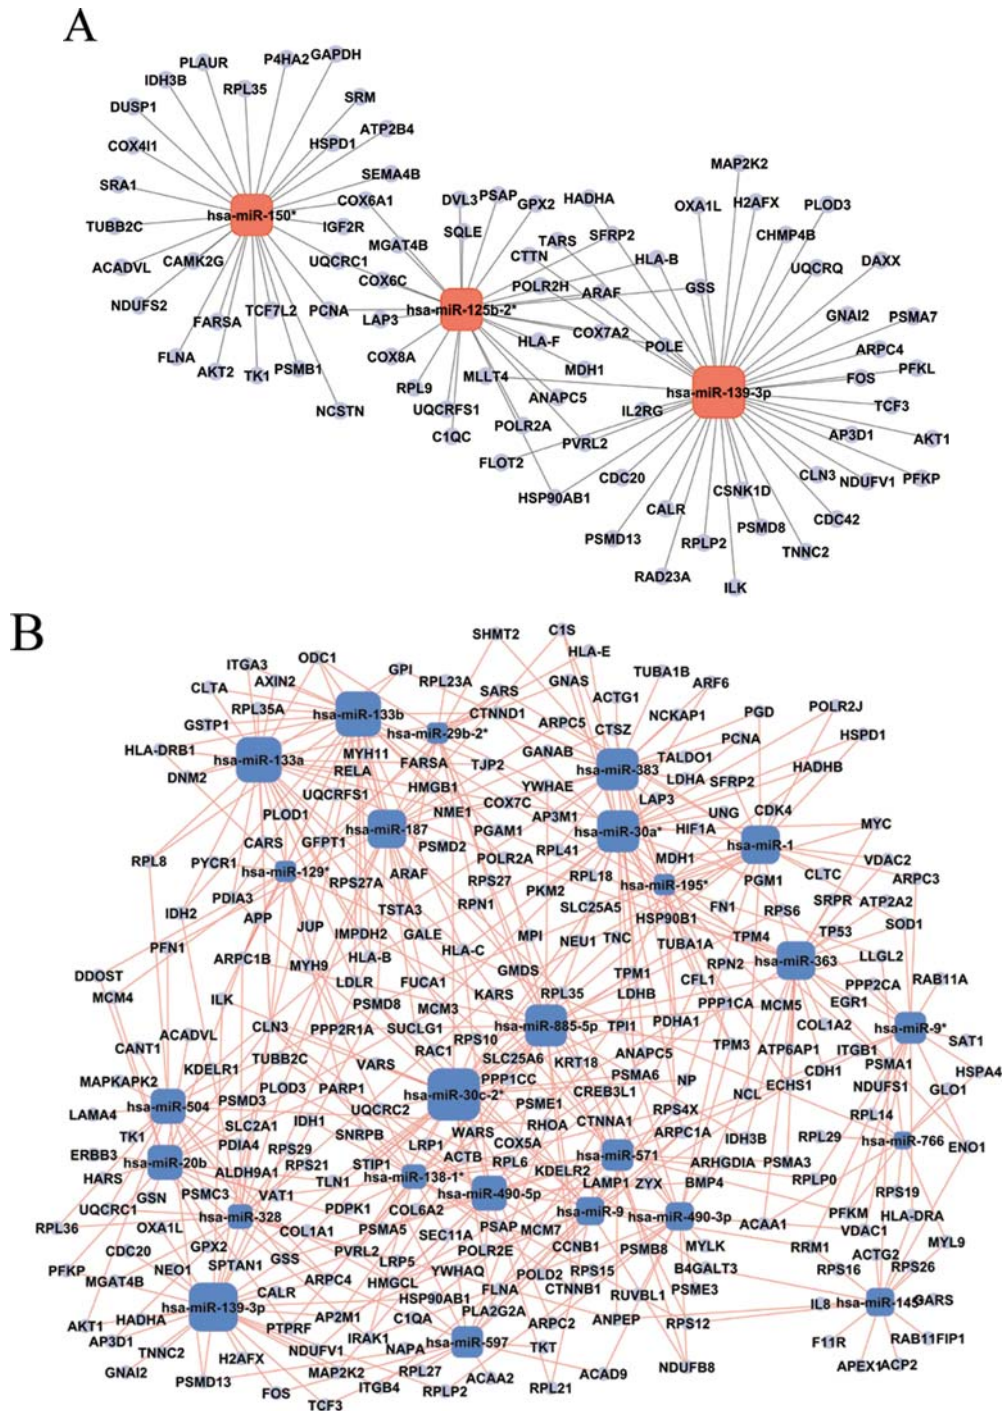 A
PLAUR P4HA2 GAPDH
IDH3B
RPL35
DUSP1 SRM
ATP2B4
COX4I1 HSPD1
MAP2K2
SEMA4B
SRA1 COX6A1 DVL3 PSAP GPX2 HADHA OXA1L H2AFX PLOD3
hsa-miR-150*
TUBB2C IGF2R SQLE SFRP2 CHMP4B
MGAT4B TARS
CTTN
ACADVL CAMK2G UQCRC1 HLA-B UQCRQ DAXX
COX6C POLR2H ARAF GSS
NDUFS2 TCF7L2 PCNA hsa-miR-125b-2*
FARSA LAP3 COX7A2 GNAI2 PSMA7
HLA-F POLE
FLNA COX8A MDH1 ARPC4
AKT2 TK1 PSMB1 RPL9 MLLT4 hsa-miR-139-3p FOS PFKL
NCSTN UQCRFS1 ANAPC5 IL2RG TCF3
C1QC POLR2A PVRL2 AP3D1 AKT1
FLOT2 CDC20 CLN3 NDUFV1 PFKP
HSP90AB1 CSNK1D
CALR CDC42
PSMD13 RPLP2 PSMD8
TNNC2
RAD23A ILK
B
SHMT2 C1S
ITGA3 ODC1 HLA-E
AXIN2 GPI RPL23A GNAS TUBA1B
CLTA SARS ACTG1 ARF6
RPL35A hsa-miR-133b CTNND1 NCKAP1 PGD POLR2J
GSTP1 hsa-miR-29b-2* ARPC5 CTSZ
HLA-DRB1 MYH11 GANAB PCNA HSPD1
hsa-miR-133a FARSA TJP2 TALDO1
DNM2 RELA hsa-miR-383 LDHA SFRP2 HADHB
UQCRFS1 HMGB1 YWHAE
COX7C LAP3
PLOD1 NME1 AP3M1 hsa-miR-30a* UNG CDK4
hsa-miR-187 PGAM1 HIF1A MYC
CARS GFPT1 PSMD2 RPL41 hsa-miR-1
RPL8 PYCR1 POLR2A MDH1 VDAC2
hsa-miR-129* ARAF RPL18 PGM1 CLTC ARPC3
RPS27A RPS27 PKM2 hsa-miR-195*
PDIA3 RPN1 SLC25A5 FN1 SRPR ATP2A2
IDH2 APP TSTA3 HSP90B1 RPS6
JUP IMPDH2 GALE MPI TNC TP53 SOD1
PFN1 HLA-C NEU1 TUBA1A TPM4
ARPC1B MYH9 HLA-B hsa-miR-363 LLGL2
DDOST LDLR FUCA1 GMDS TPM1 CFL1 RPN2 RAB11A
MCM4 ILK PSMD8 MCM3 KARS RPL35 LDHB PPP1CA MCM5 EGR1 PPP2CA
CLN3 PPP2R1A SUCLG1 hsa-miR-885-5p TPI1 PDHA1 COL1A2 hsa-miR-9*
ACADVL RPS10 TPM3 ITGB1 SAT1
CANT1 TUBB2C RAC1 SLC25A6 KRT18 ANAPC5 ATP6AP1 PSMA1
KDELR1 VARS PPP1CC PSMA6 NP CDH1 HSPA4
MAPKAPK2 PLOD3 PARP1 hsa-miR-30c-2* CREB3L1 ECHS1 NDUFS1 GLO1
LAMA4 hsa-miR-504 PSMD3 UQCRC2 PSME1 RPS4X NCL RPL14
SLC2A1 IDH1 RHOA CTNNA1
TK1 SNRPB WARS ARPC1A IDH3B RPL29 hsa-miR-766 ENO1
PDIA4 RPS29 LRP1 COX5A
ERBB3 hsa-miR-20b STIP1 ACTB hsa-miR-571 ARHGDIA PSMA3
HARS ALDH9A1 RPS21 RPL6 KDELR2 RPLP0
TLN1 hsa-miR-138-1* LAMP1 ZYX BMP4 RPS19
GSN PSMC3 VAT1 hsa-miR-490-5p
UQCRC1 PDPK1 COL6A2 hsa-miR-9 hsa-miR-490-3p ACAA1 PFKM HLA-DRA
RPL36 OXA1L hsa-miR-328 PSMA5 PSAP MCM7 VDAC1
COL1A1 SEC11A CCNB1 MYLK RRM1 MYL9
CDC20 GPX2 PVRL2 POLR2E PSMB8 ACTG2
GSS LRP5 B4GALT3 RPS16 RPS26
PFKP NEO1 SPTAN1 YWHAQ POLD2 RPS15 PSME3
MGAT4B CALR ARPC4 HMGCL FLNA CTNNB1 RUVBL1
hsa-miR-139-3p HSP90AB1 IL8 hsa-miR-145 GARS
AKT1 HADHA AP2M1 C1QA PLA2G2A ANPEP RPS12
PTPRF ARPC2
AP3D1 IRAK1 hsa-miR-597 F11R RAB11FIP1
TNNC2 H2AFX NDUFV1 NAPA TKT
GNAI2 MAP2K2 RPL27 NDUFB8 APEX1 ACP2
PSMD13 ACAA2 ACAD9
FOS ITGB4 RPLP2 RPL21
TCF3